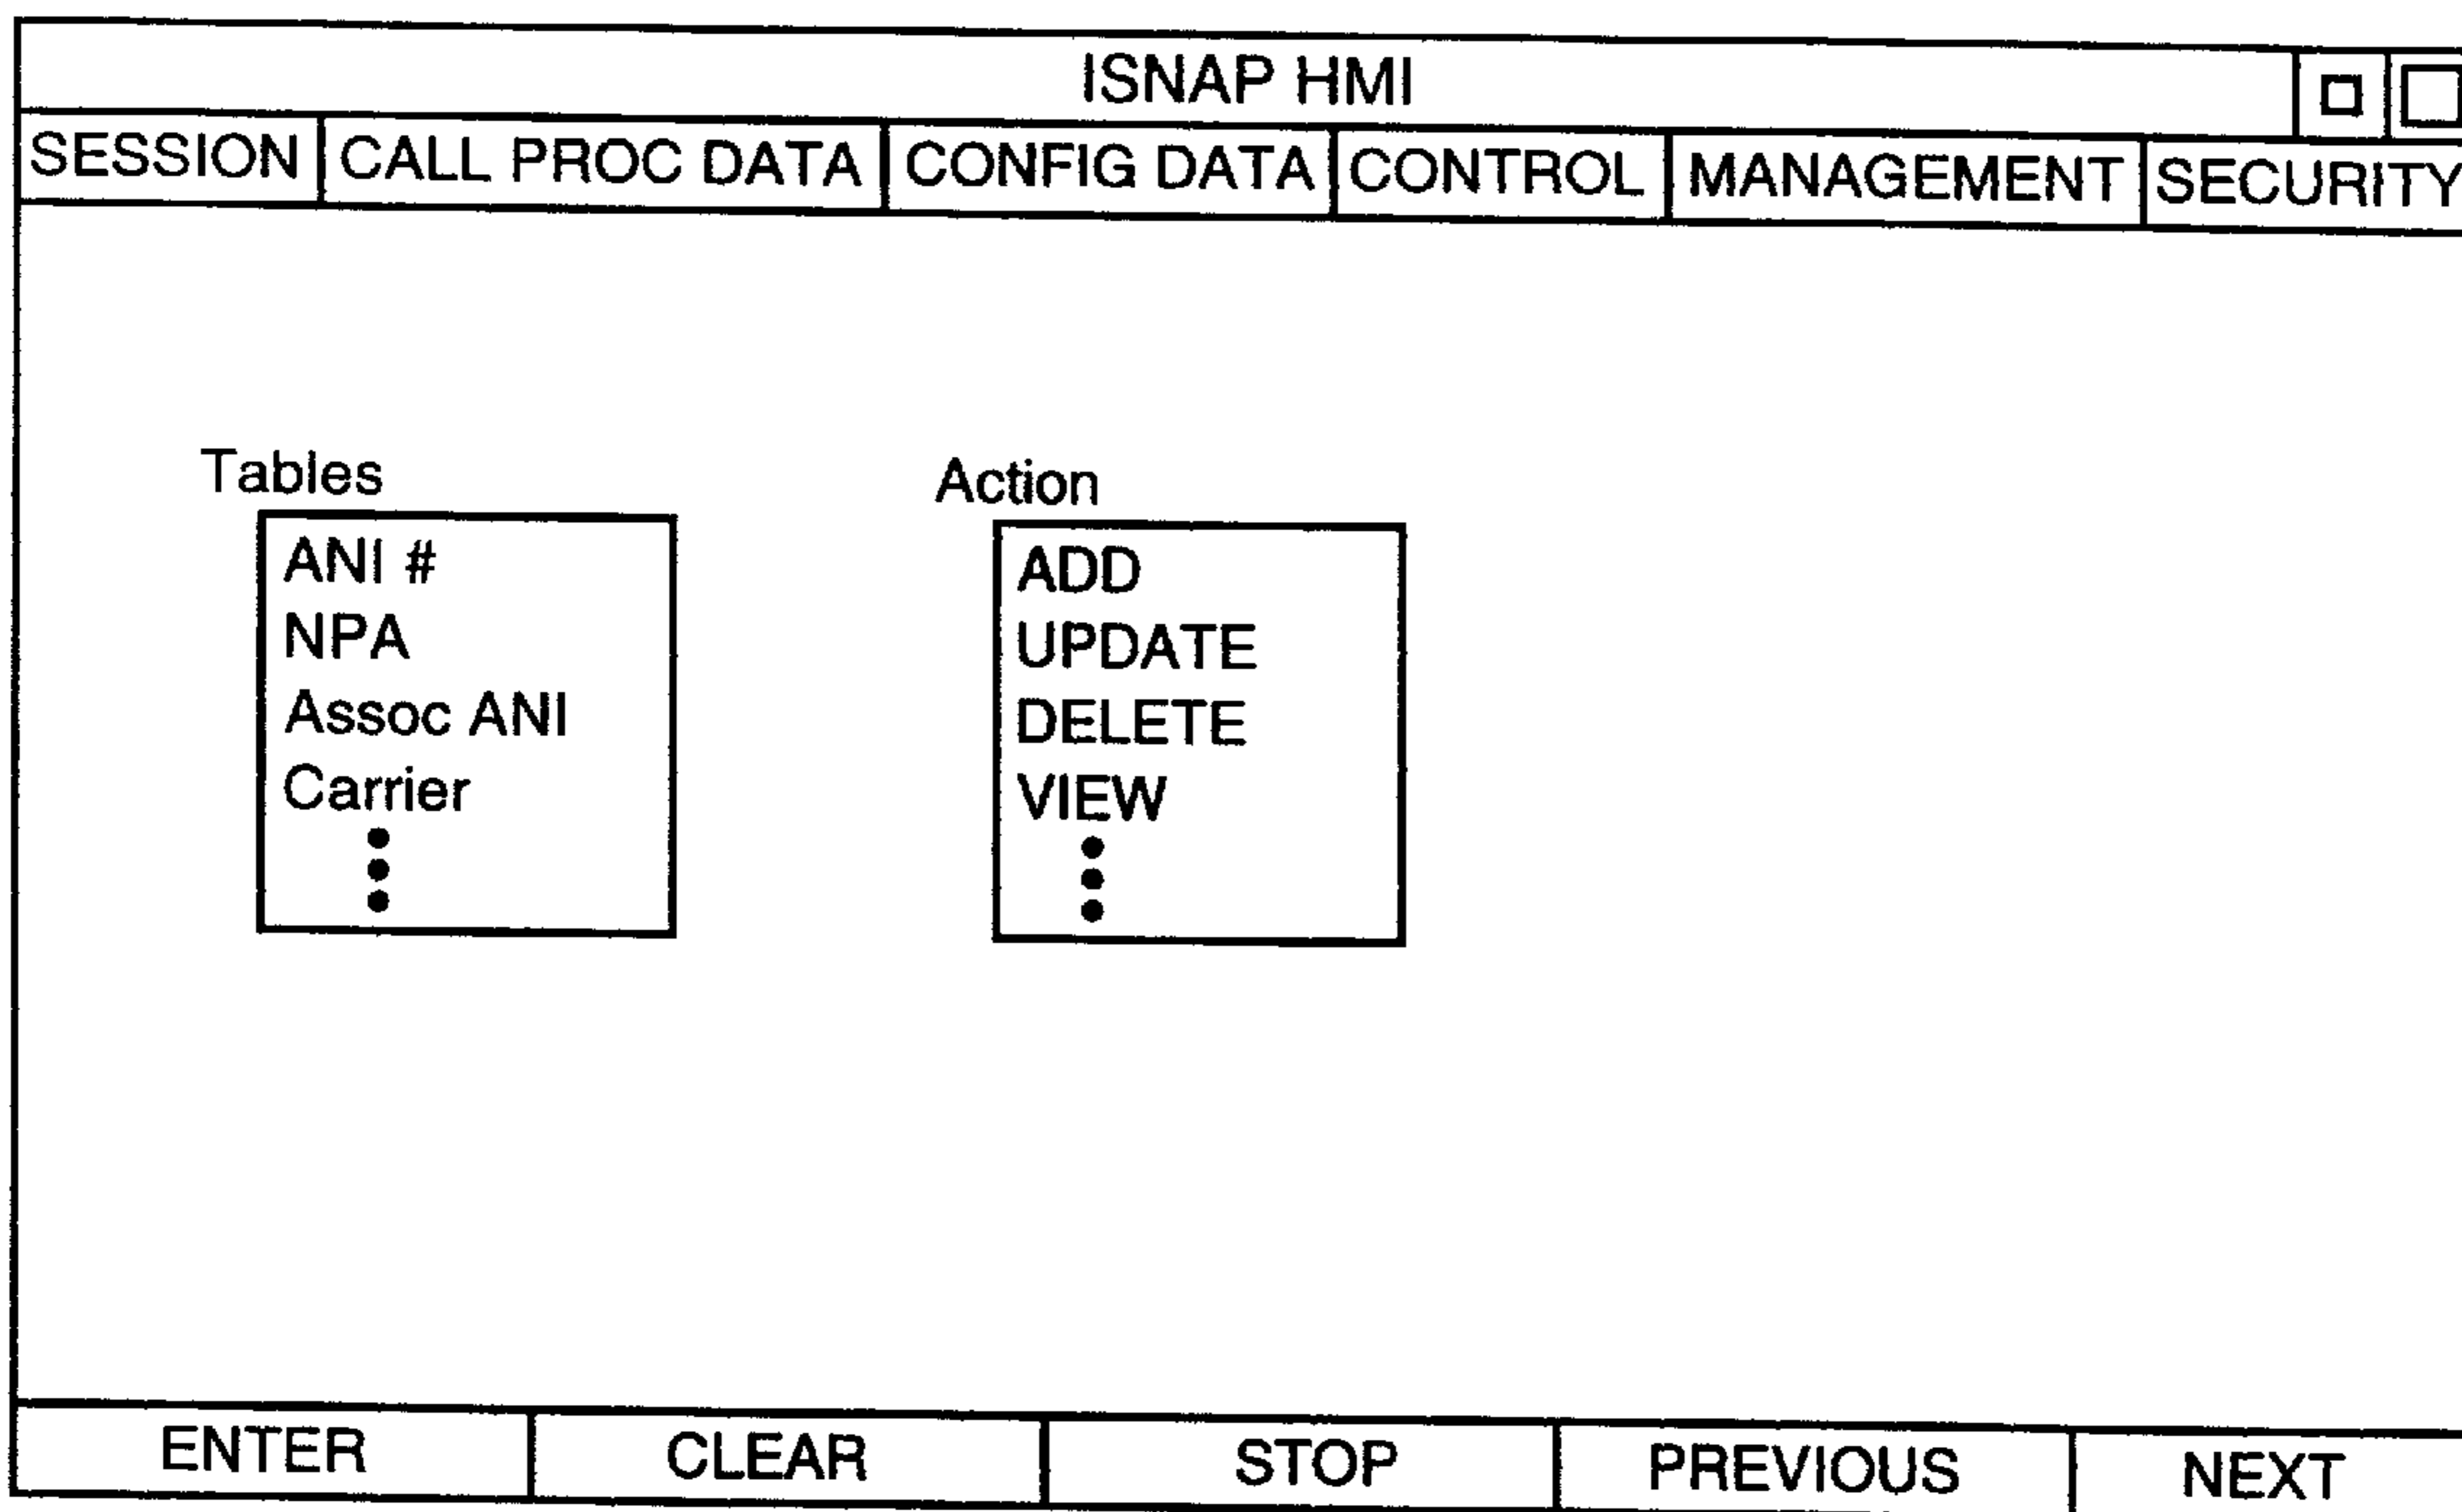 ISNAP HMI
SESSION CALL PROC DATA CONFIG DATA CONTROL MANAGEMENT SECURITY
Tables
ANI #
NPA
Assoc ANI
Carrier
Action
ADD
UPDATE
DELETE
VIEW
ENTER CLEAR STOP PREVIOUS NEXT